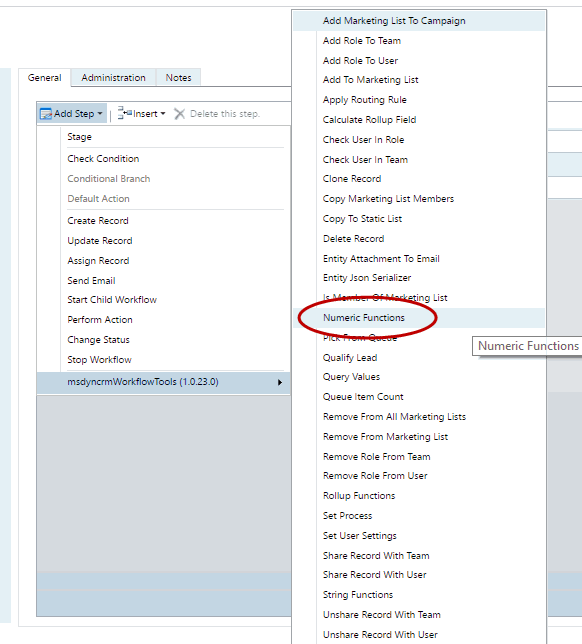 General
Administration
Notes
Add Step
Insert
Delete this step.
Stage
Check Condition
Conditional Branch
Default Action
Create Record
Update Record
Assign Record
Send Email
Start Child Workflow
Perform Action
Change Status
Stop Workflow
msdyncrmWorkflowTools (1.0.23.0)
Add Marketing List To Campaign
Add Role To Team
Add Role To User
Add To Marketing List
Apply Routing Rule
Calculate Rollup Field
Check User In Role
Check User In Team
Clone Record
Copy Marketing List Members
Copy To Static List
Delete Record
Entity Attachment To Email
Entity Json Serializer
Is Member Of Marketing List
Numeric Functions
Pick From Queue
Numeric Functions
Qualify Lead
Query Values
Queue Item Count
Remove From All Marketing Lists
Remove From Marketing List
Remove Role From Team
Remove Role From User
Rollup Functions
Set Process
Set User Settings
Share Record With Team
Share Record With User
String Functions
Unshare Record With Team
Unshare Record With User